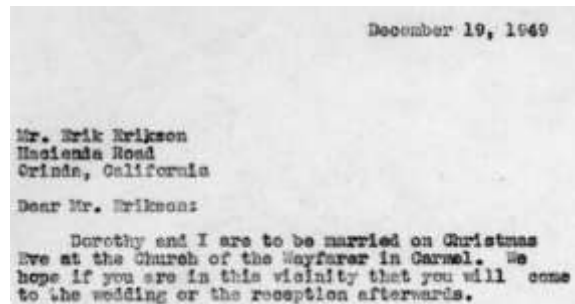 December 19, 1949
Mr. Erik Erikson
Hacienda Road
Orinda, California
Dear Mr. Erikson:
Dorothy and I are to be married on Christmas
Eve at the Church of the Wayfarer in Carmel. We
hope if you are in this vicinity that you will come
to the wedding or the reception afterwards.